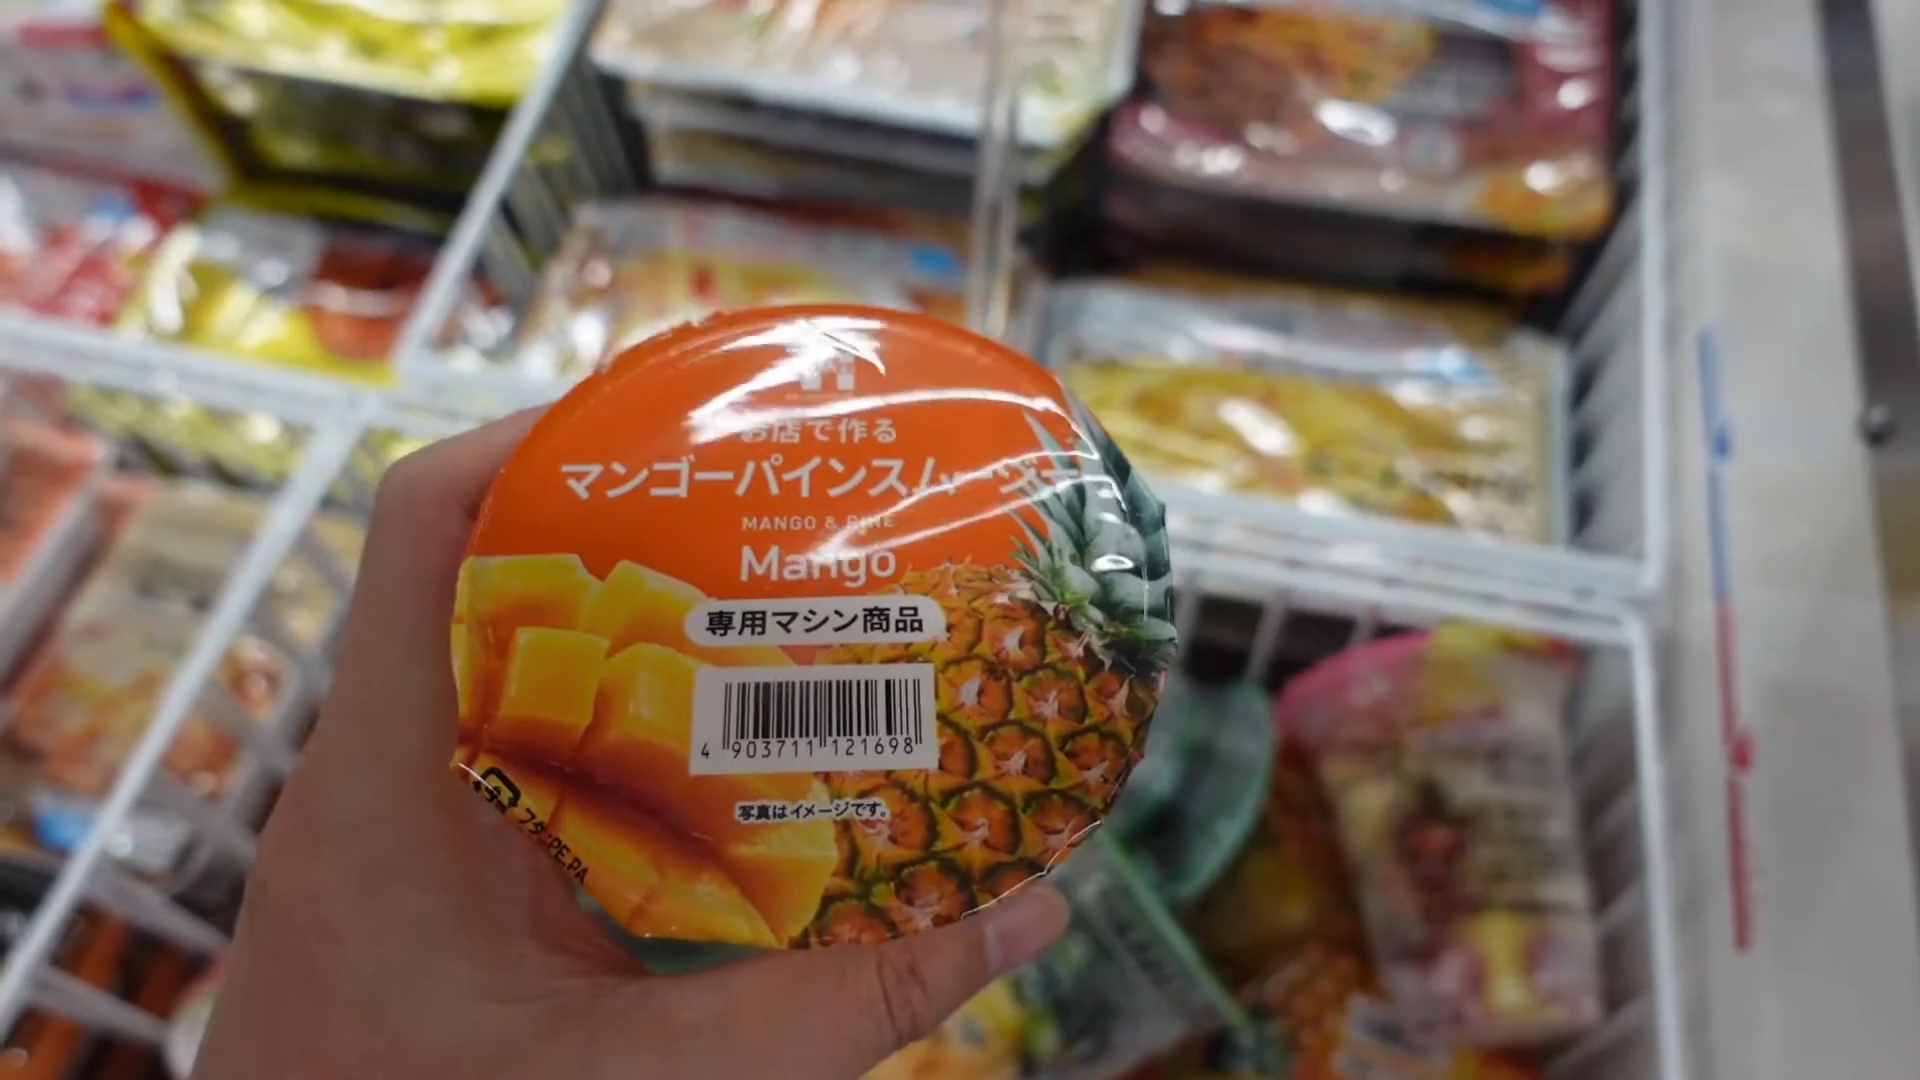 お店で作る
マンゴーパインスムージー
MANGO & PINE
Mango
専用マシン商品
4 903711 121698
写真はイメージです。
フタ:PE,PA